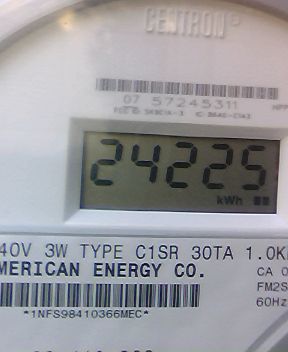 CENTRON®
07 57245311
24225
kWh
40V 3W TYPE C1SR 30TA 1.0K
MERICAN ENERGY CO.
CA 0
FM2S
60Hz
*1NFS98410366MEC*